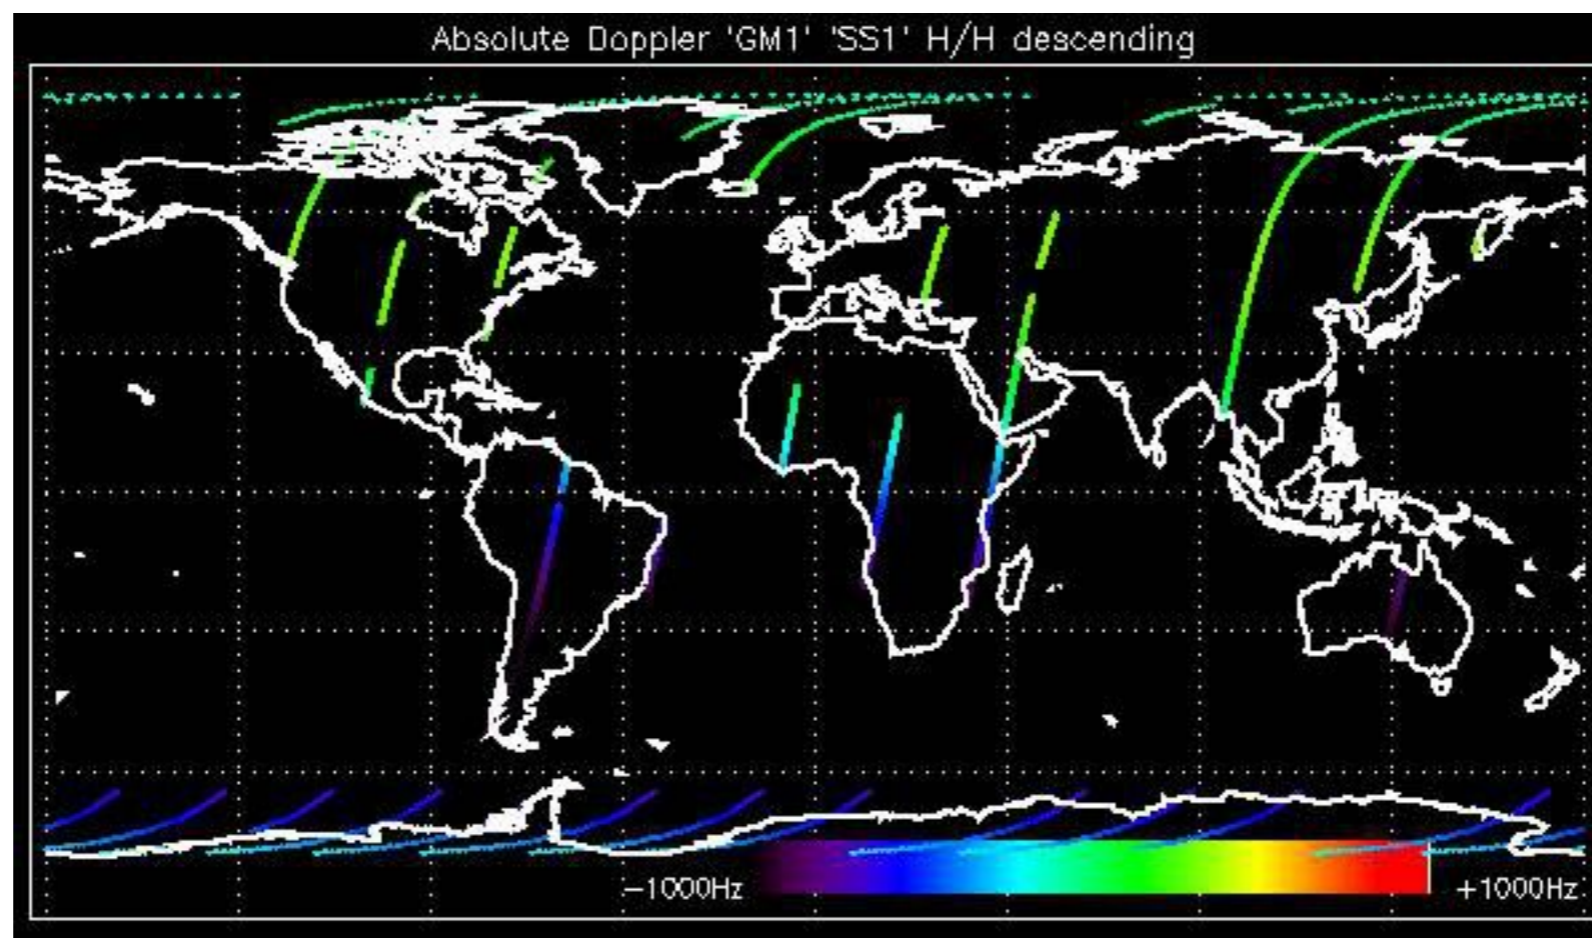 Absolute Doppler 'GM1' 'SS1' H/H descending
−1000Hz
+1000Hz